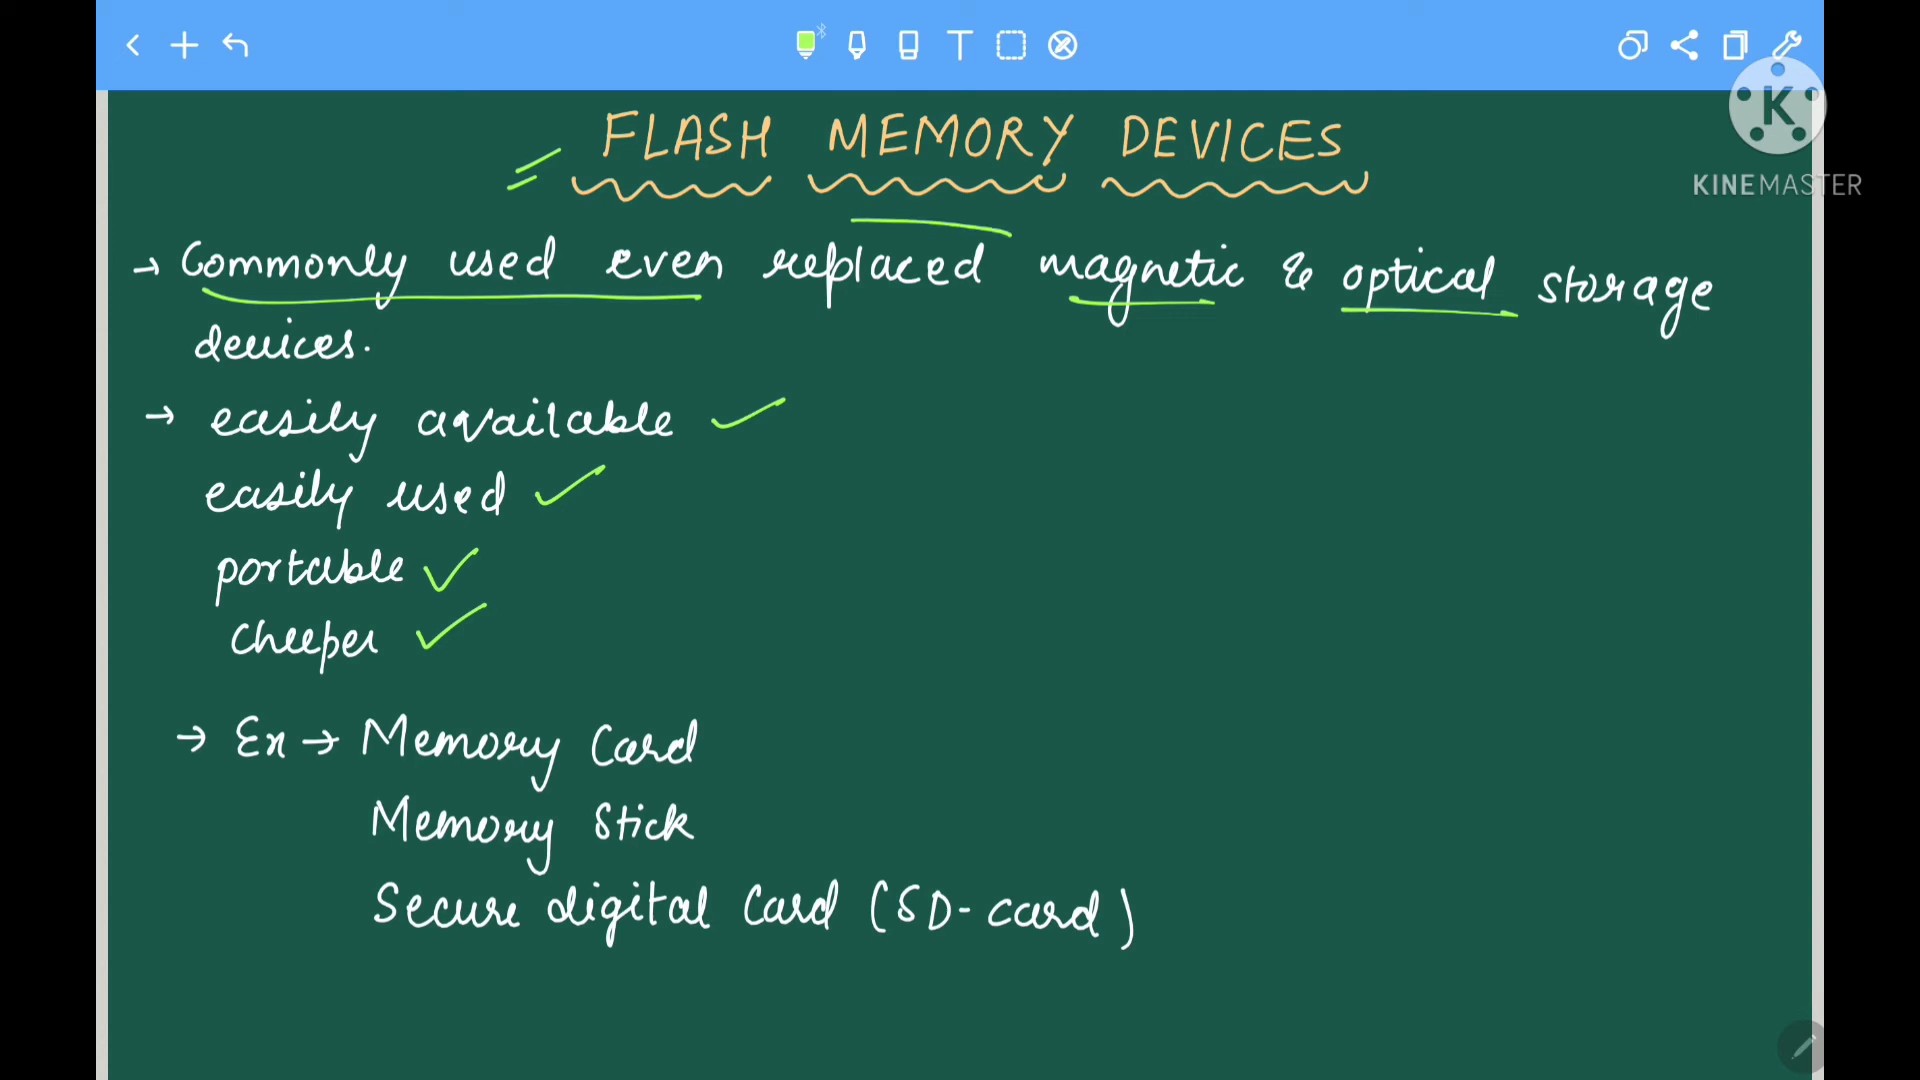 FLASH MEMORY DEVICES
KINEMASTER
→ Commonly used even replaced magnetic & optical storage
devices.
→ easily available ✓
easily used ✓
portable ✓
cheeper ✓
→ Ex → Memory Card
Memory Stick
Secure digital Card (SD-card)